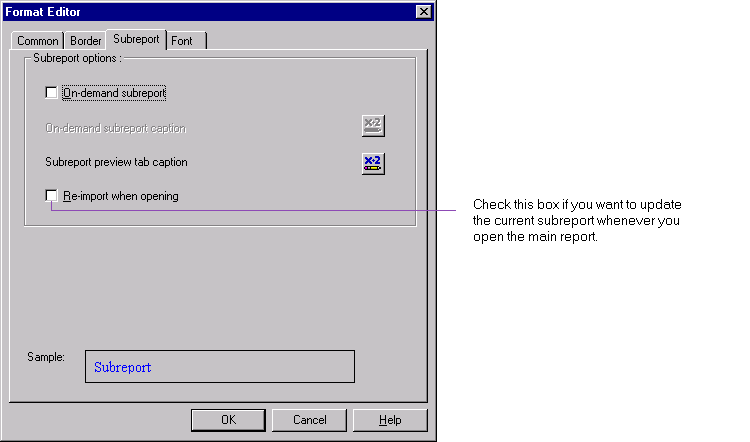 Format Editor
Common Border Subreport Font
Subreport options :
On-demand subreport
On-demand subreport caption
X·2
Subreport preview tab caption
X·2
Re-import when opening
Check this box if you want to update
the current subreport whenever you
open the main report.
Sample:
Subreport
OK Cancel Help